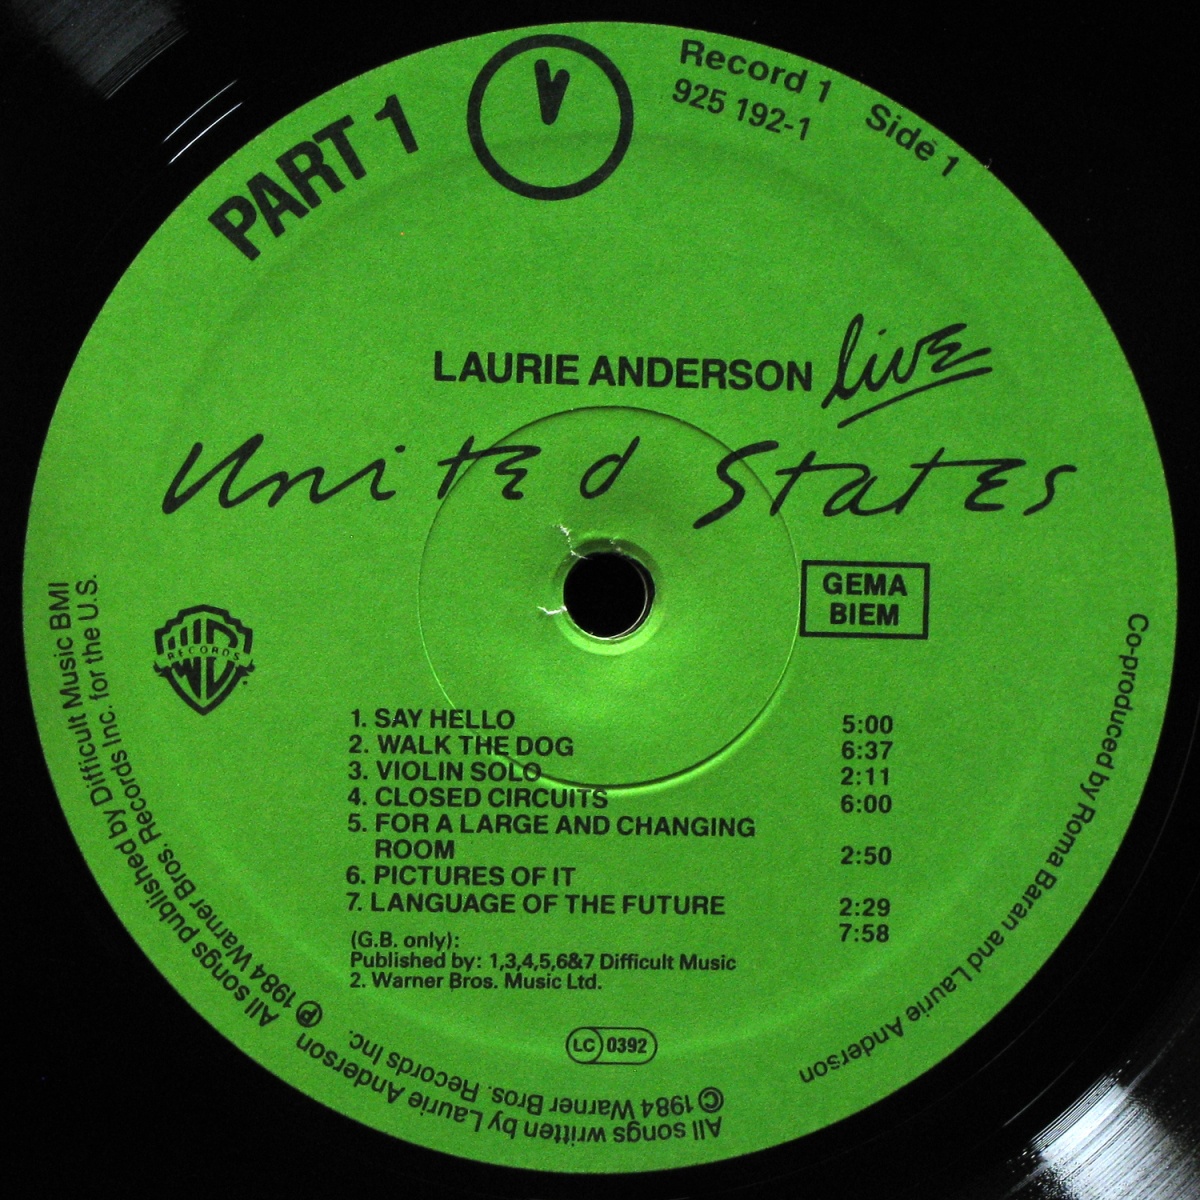 PART 1
Record 1 Side 1
925 192-1
LAURIE ANDERSON live
United States
GEMA
BIEM
WB RECORDS
1. SAY HELLO 5:00
2. WALK THE DOG 6:37
3. VIOLIN SOLO 2:11
4. CLOSED CIRCUITS 6:00
5. FOR A LARGE AND CHANGING
ROOM 2:50
6. PICTURES OF IT 2:29
7. LANGUAGE OF THE FUTURE 7:58
(G.B. only):
Published by: 1,3,4,5,6&7 Difficult Music
2. Warner Bros. Music Ltd.
LC 0392
All songs published by Difficult Music BMI
℗ 1984 Warner Bros. Records Inc. for the U.S.
All songs written by Laurie Anderson
© 1984 Warner Bros. Records Inc.
Co-produced by Roma Baran and Laurie Anderson